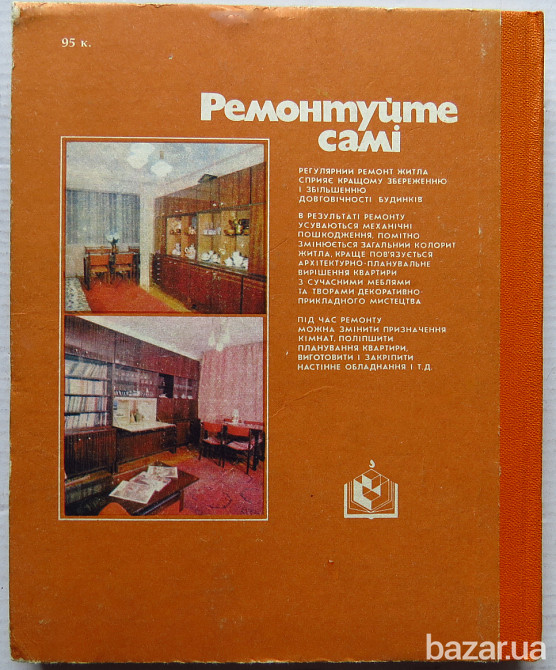 95 к.
Ремонтуйте
самі
РЕГУЛЯРНИЙ РЕМОНТ ЖИТЛА
СПРИЯЄ КРАЩОМУ ЗБЕРЕЖЕННЮ
І ЗБІЛЬШЕННЮ
ДОВГОВІЧНОСТІ БУДИНКІВ
В РЕЗУЛЬТАТІ РЕМОНТУ
УСУВАЮТЬСЯ МЕХАНІЧНІ
ПОШКОДЖЕННЯ, ПОМІТНО
ЗМІНЮЄТЬСЯ ЗАГАЛЬНИЙ КОЛОРИТ
ЖИТЛА, КРАЩЕ ПОВ'ЯЗУЄТЬСЯ
АРХІТЕКТУРНО-ПЛАНУВАЛЬНЕ
ВИРІШЕННЯ КВАРТИРИ
З СУЧАСНИМИ МЕБЛЯМИ
ТА ТВОРАМИ ДЕКОРАТИВНО-
ПРИКЛАДНОГО МИСТЕЦТВА
ПІД ЧАС РЕМОНТУ
МОЖНА ЗМІНИТИ ПРИЗНАЧЕННЯ
КІМНАТ, ПОЛІПШИТИ
ПЛАНУВАННЯ КВАРТИРИ,
ВИГОТОВИТИ І ЗАКРІПИТИ
НАСТІННЕ ОБЛАДНАННЯ І Т.Д.
bazar.ua